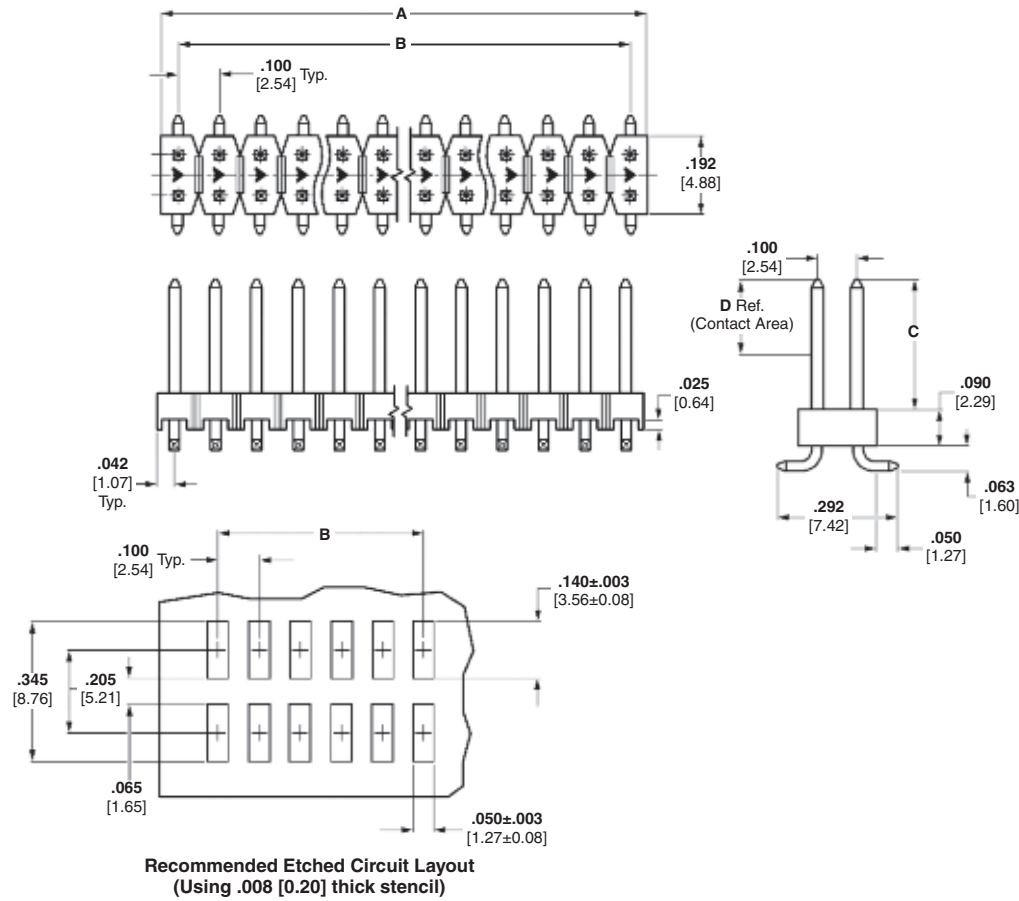 A
B
.100
[2.54] Typ.
.192
[4.88]
.100
[2.54]
D Ref.
(Contact Area)
C
.025
[0.64]
.090
[2.29]
.042
[1.07]
Typ.
.063
[1.60]
.292
[7.42]
.050
[1.27]
B
.100
[2.54] Typ.
.140±.003
[3.56±0.08]
.345
[8.76]
.205
[5.21]
.065
[1.65]
.050±.003
[1.27±0.08]
Recommended Etched Circuit Layout
(Using .008 [0.20] thick stencil)